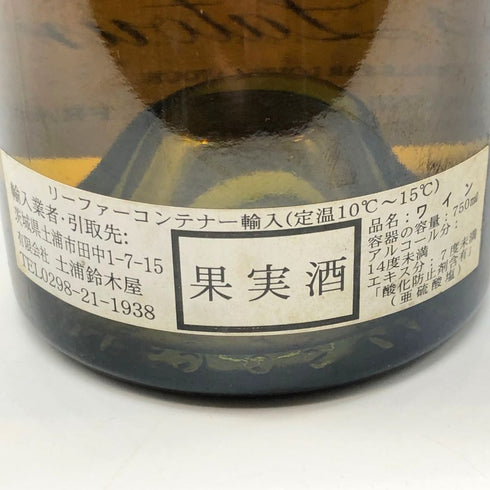 リーファーコンテナー輸入(定温10℃〜15℃)
輸入業者・引取先:
茨城県土浦市田中1-7-15
有限会社 土浦鈴木屋
TEL0298-21-1938
果実酒
品名:ワイン
容器の容量:750ml
アルコール分:
14度未満 7度未満
エキス分:
「酸化防止剤含有」
(亜硫酸塩)